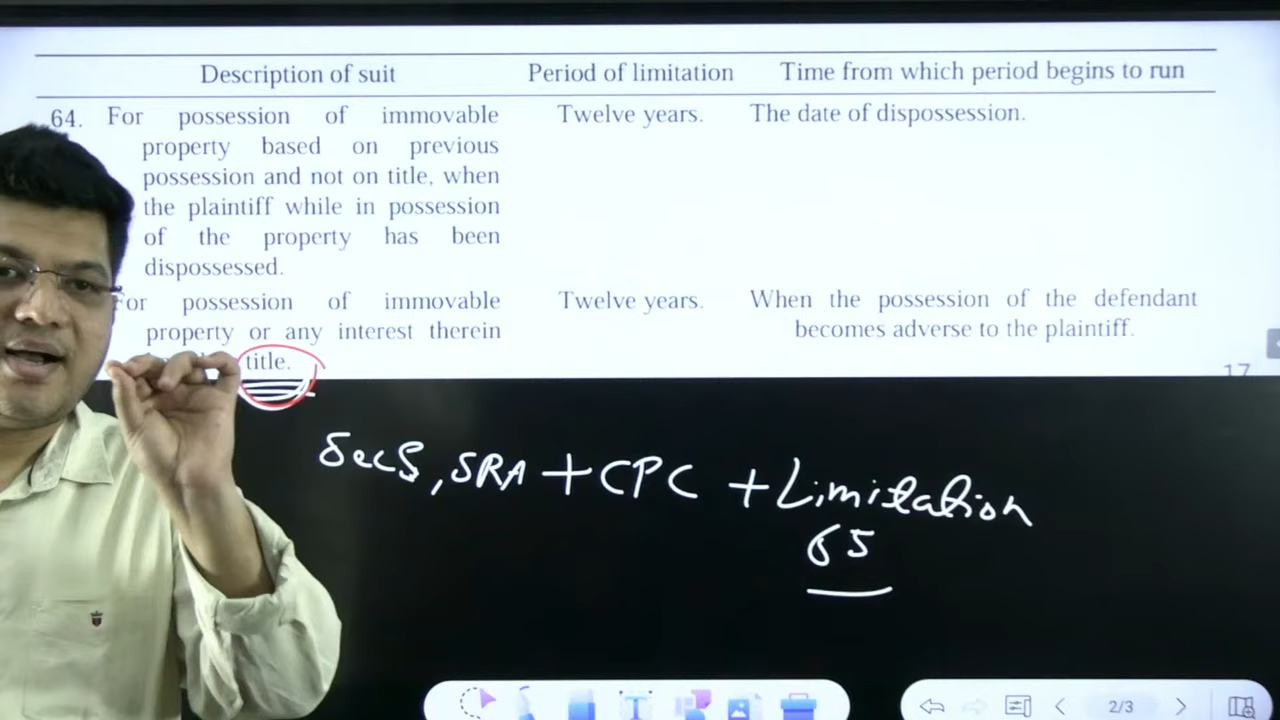 Description of suit Period of limitation Time from which period begins to run
64. For possession of immovable Twelve years. The date of dispossession.
property based on previous
possession and not on title, when
the plaintiff while in possession
of the property has been
dispossessed.
For possession of immovable Twelve years. When the possession of the defendant
property or any interest therein becomes adverse to the plaintiff.
title.
17
Sec 5, SRA + CPC + Limitation
65
T
2/3